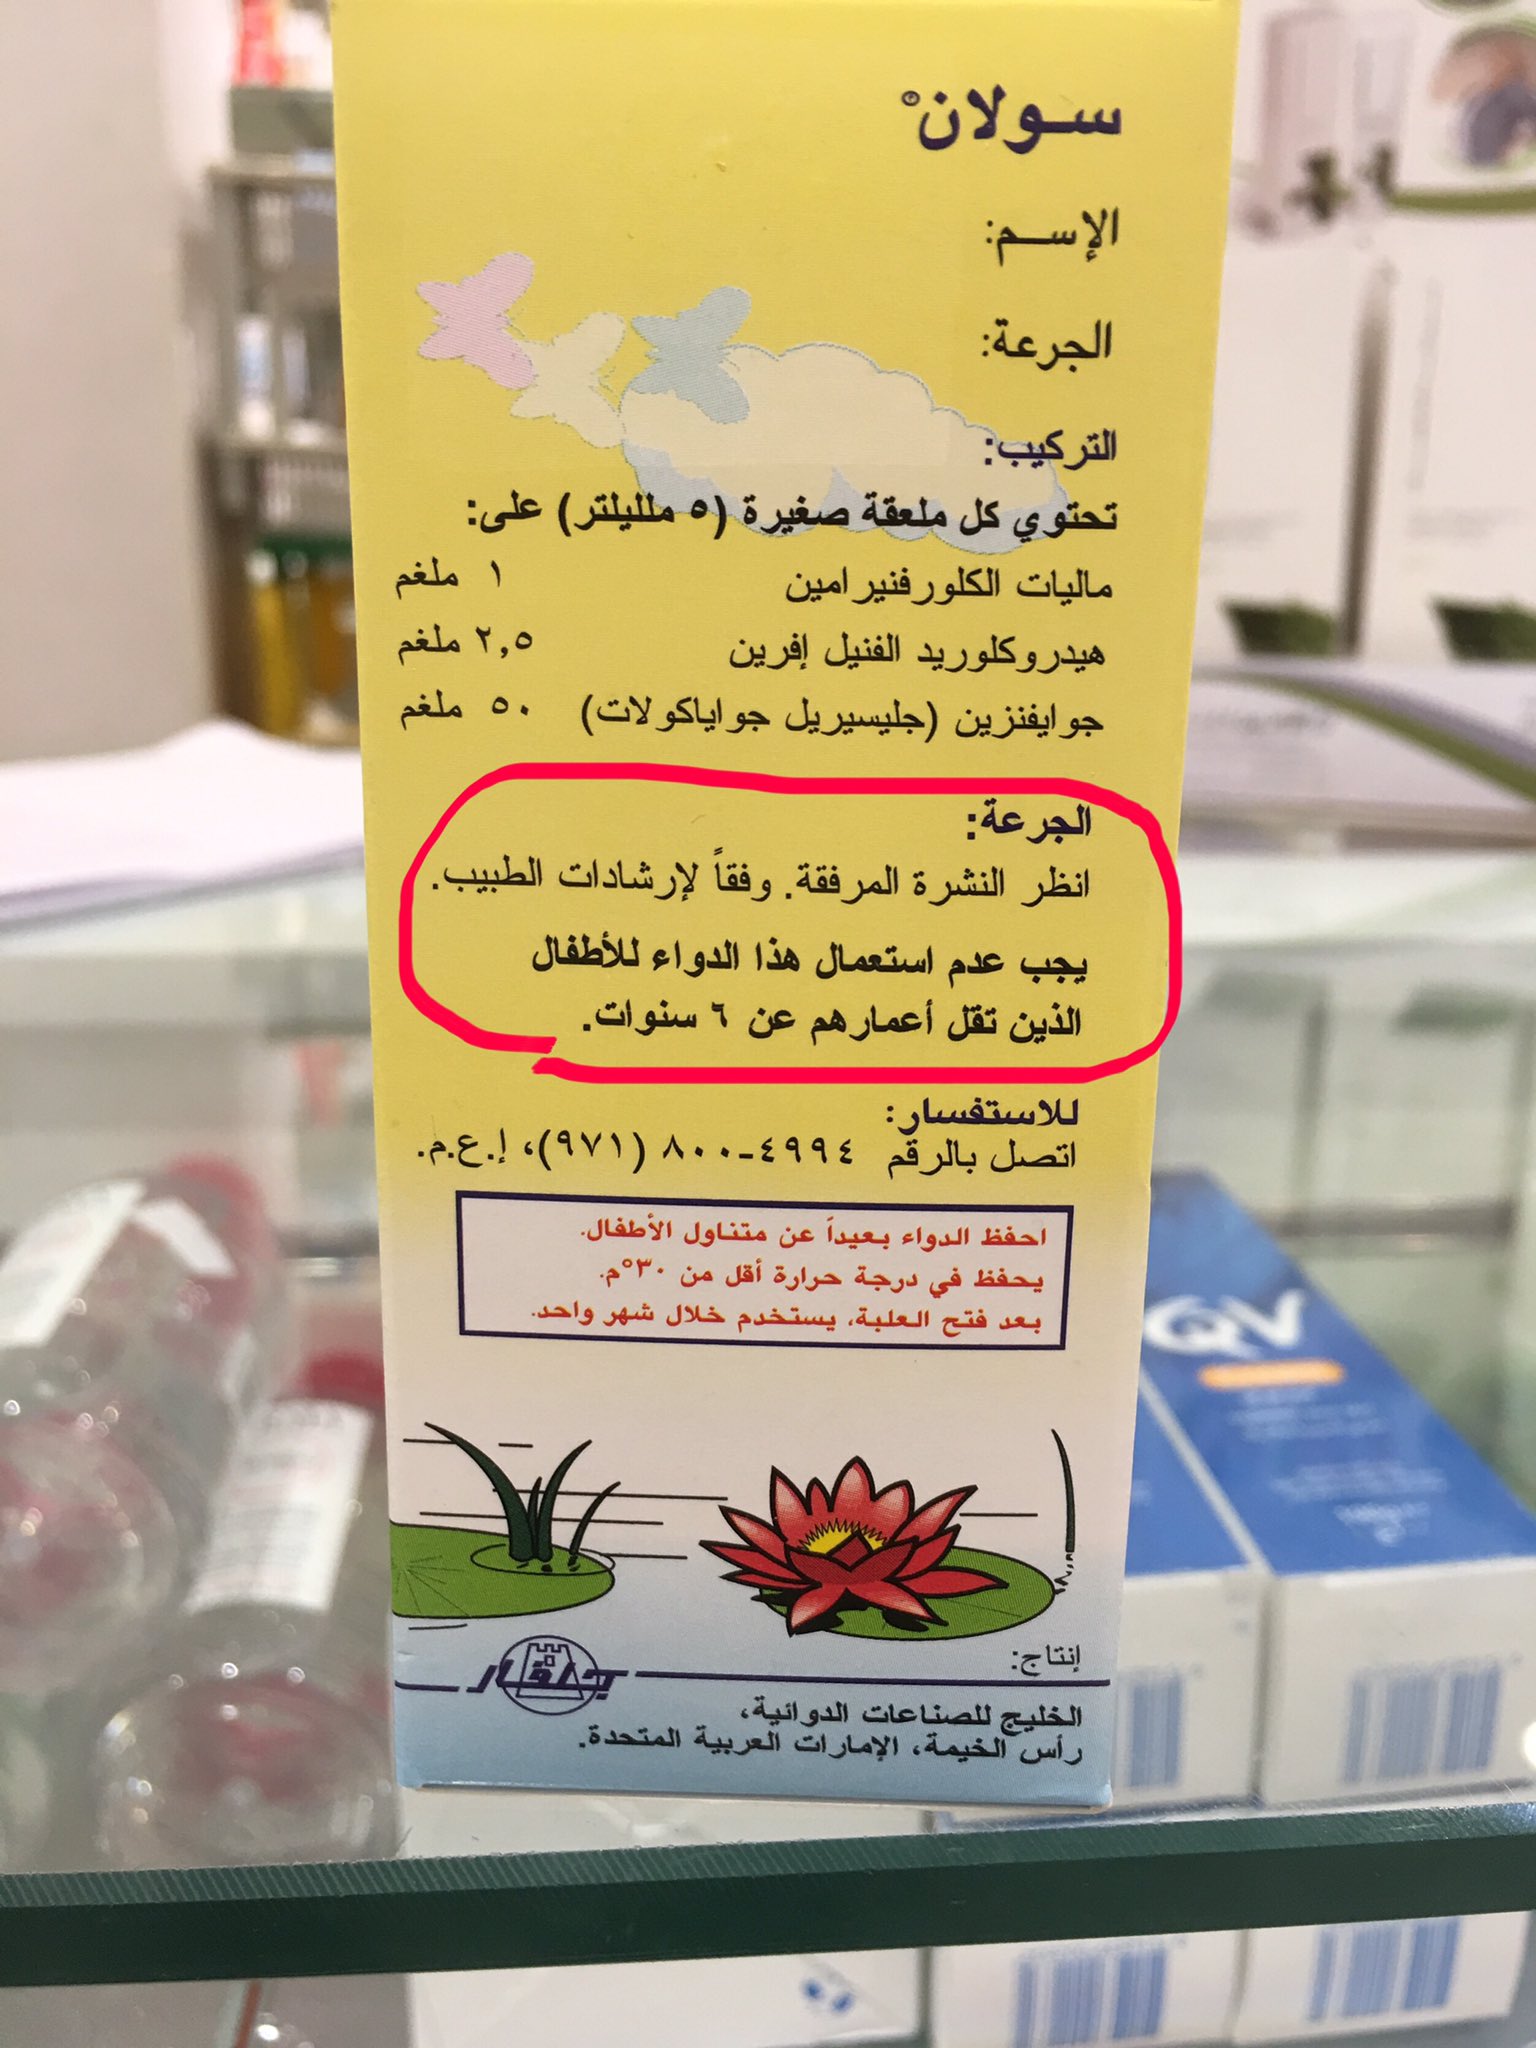 سولان
الإسم:
الجرعة:
التركيب:
تحتوي كل ملعقة صغيرة (٥ ملليلتر) على:
ماليات الكلورفنيرامين ١ ملغم
هيدروكلوريد الفنيل إفرين ٢,٥ ملغم
جوايفنزين (جليسيريل جواياكولات) ٥٠ ملغم
الجرعة:
انظر النشرة المرفقة. وفقاً لإرشادات الطبيب.
يجب عدم استعمال هذا الدواء للأطفال
الذين تقل أعمارهم عن ٦ سنوات.
للاستفسار:
اتصل بالرقم ٤٩٩٤-٨٠٠ (٩٧١)، إ.ع.م.
احفظ الدواء بعيداً عن متناول الأطفال.
يحفظ في درجة حرارة أقل من ٣٠°م.
بعد فتح العلبة، يستخدم خلال شهر واحد.
إنتاج:
جلفار
الخليج للصناعات الدوائية،
رأس الخيمة، الإمارات العربية المتحدة.
QV